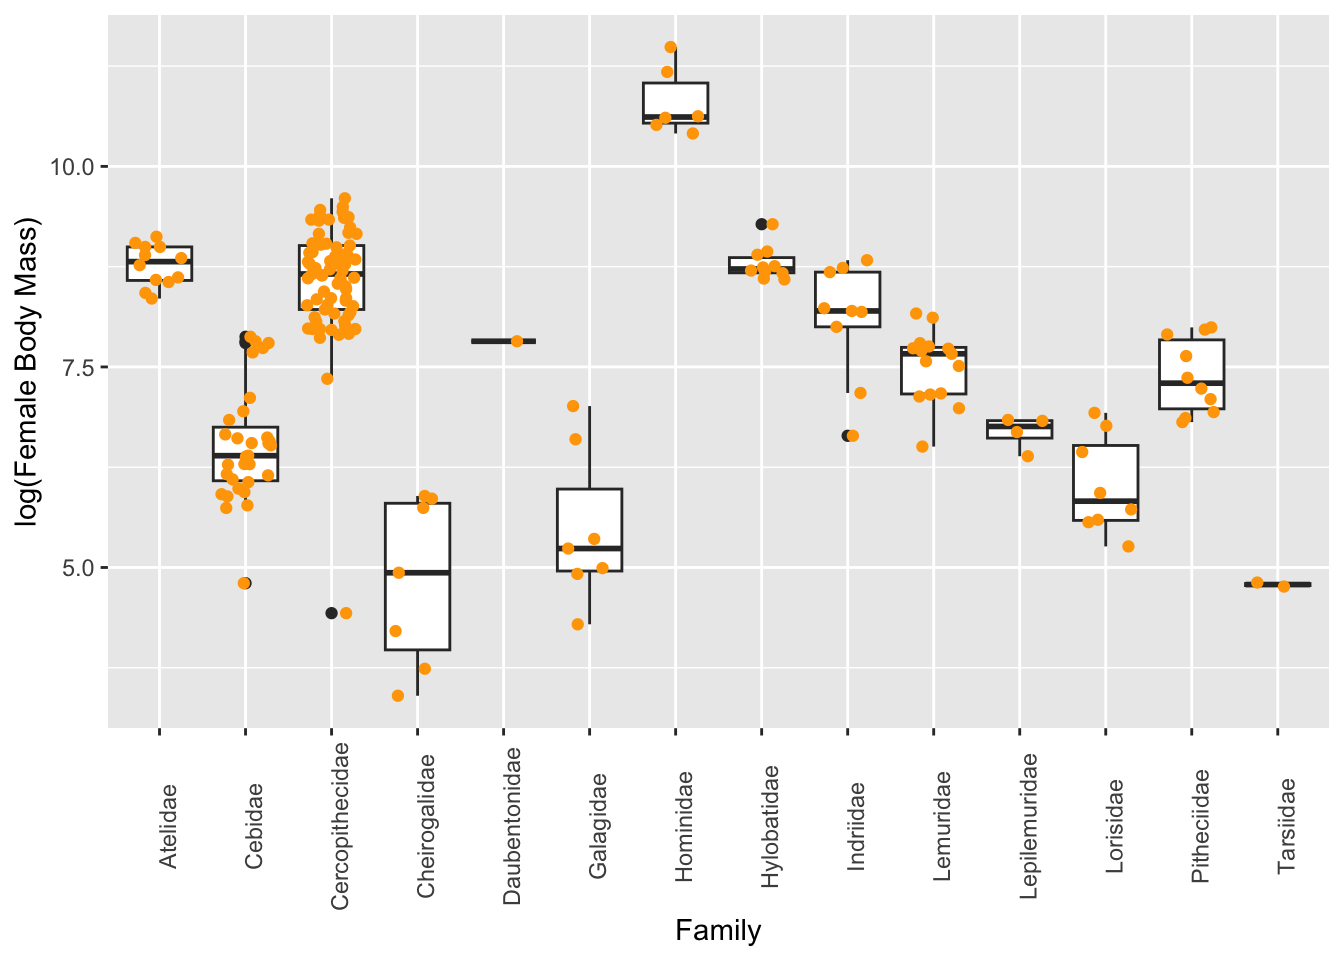 log(Female Body Mass)
10.0
7.5
5.0
Atelidae
Cebidae
Cercopithecidae
Cheirogalidae
Daubentonidae
Galagidae
Hominidae
Hylobatidae
Indriidae
Lemuridae
Lepilemuridae
Lorisidae
Pitheciidae
Tarsiidae
Family